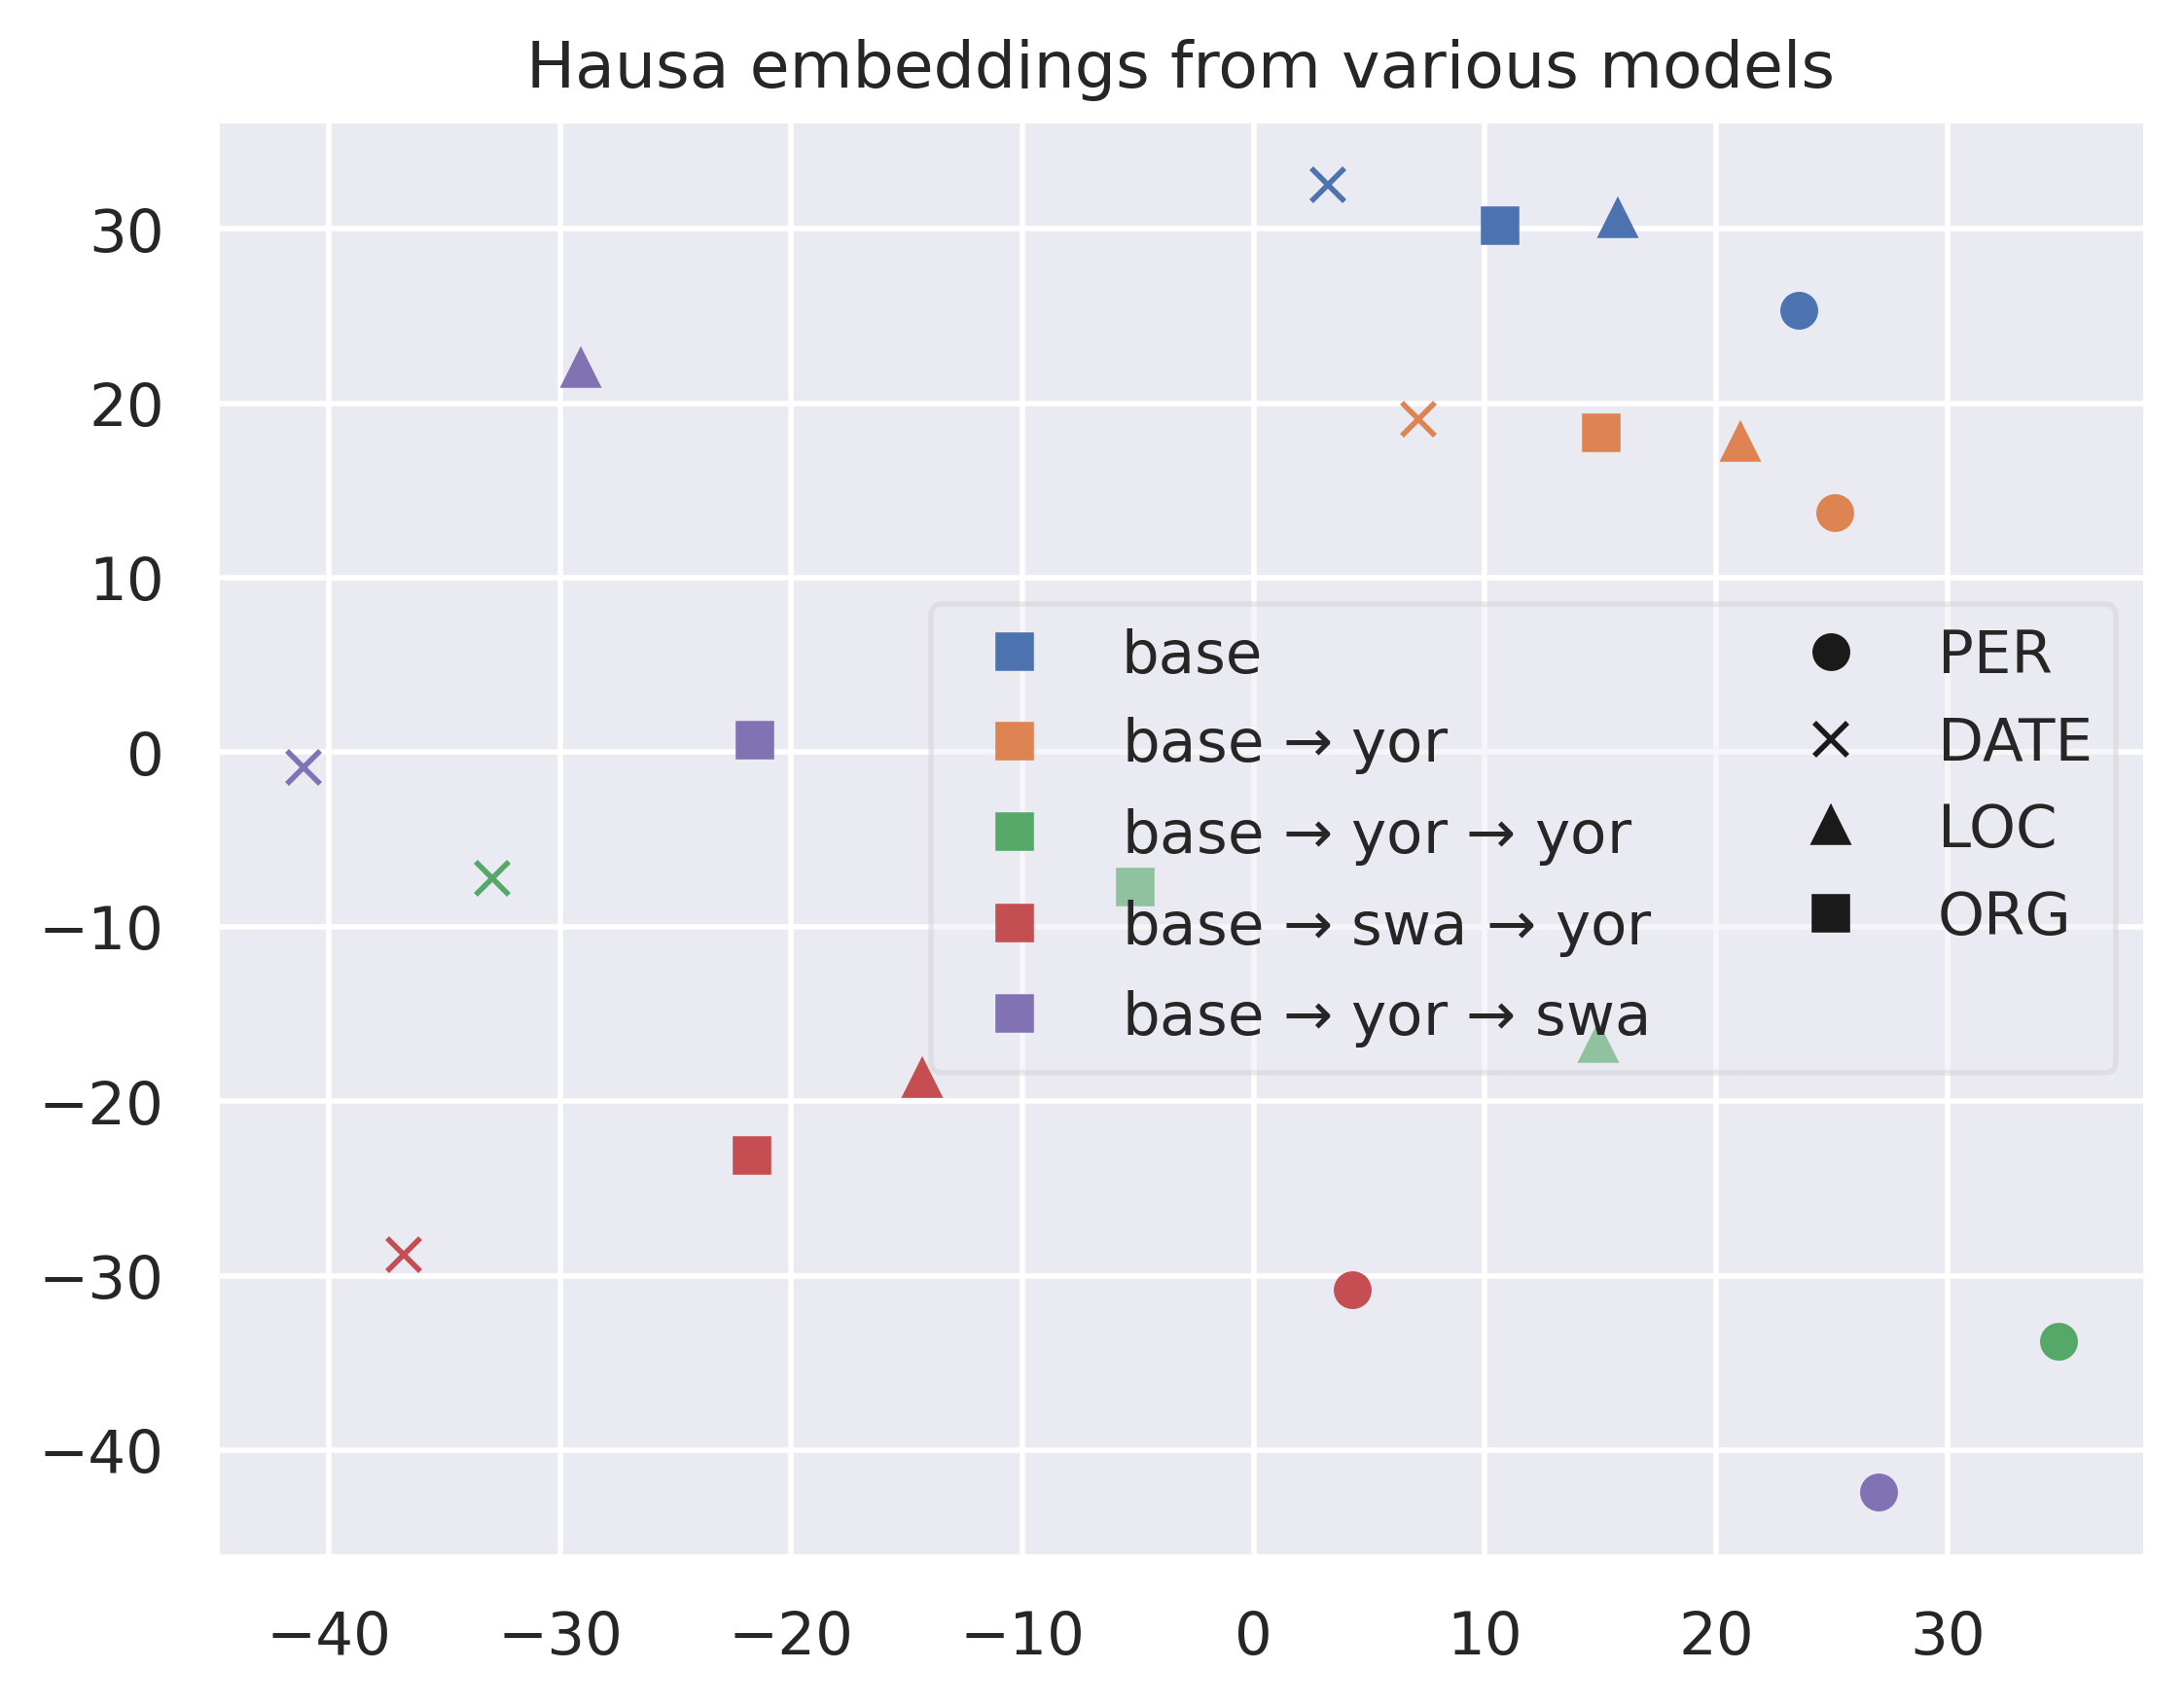 Hausa embeddings from various models
30
20
10
0
−10
−20
−30
−40
base
base → yor
base → yor → yor
base → swa → yor
base → yor → swa
PER
DATE
LOC
ORG
−40 −30 −20 −10 0 10 20 30